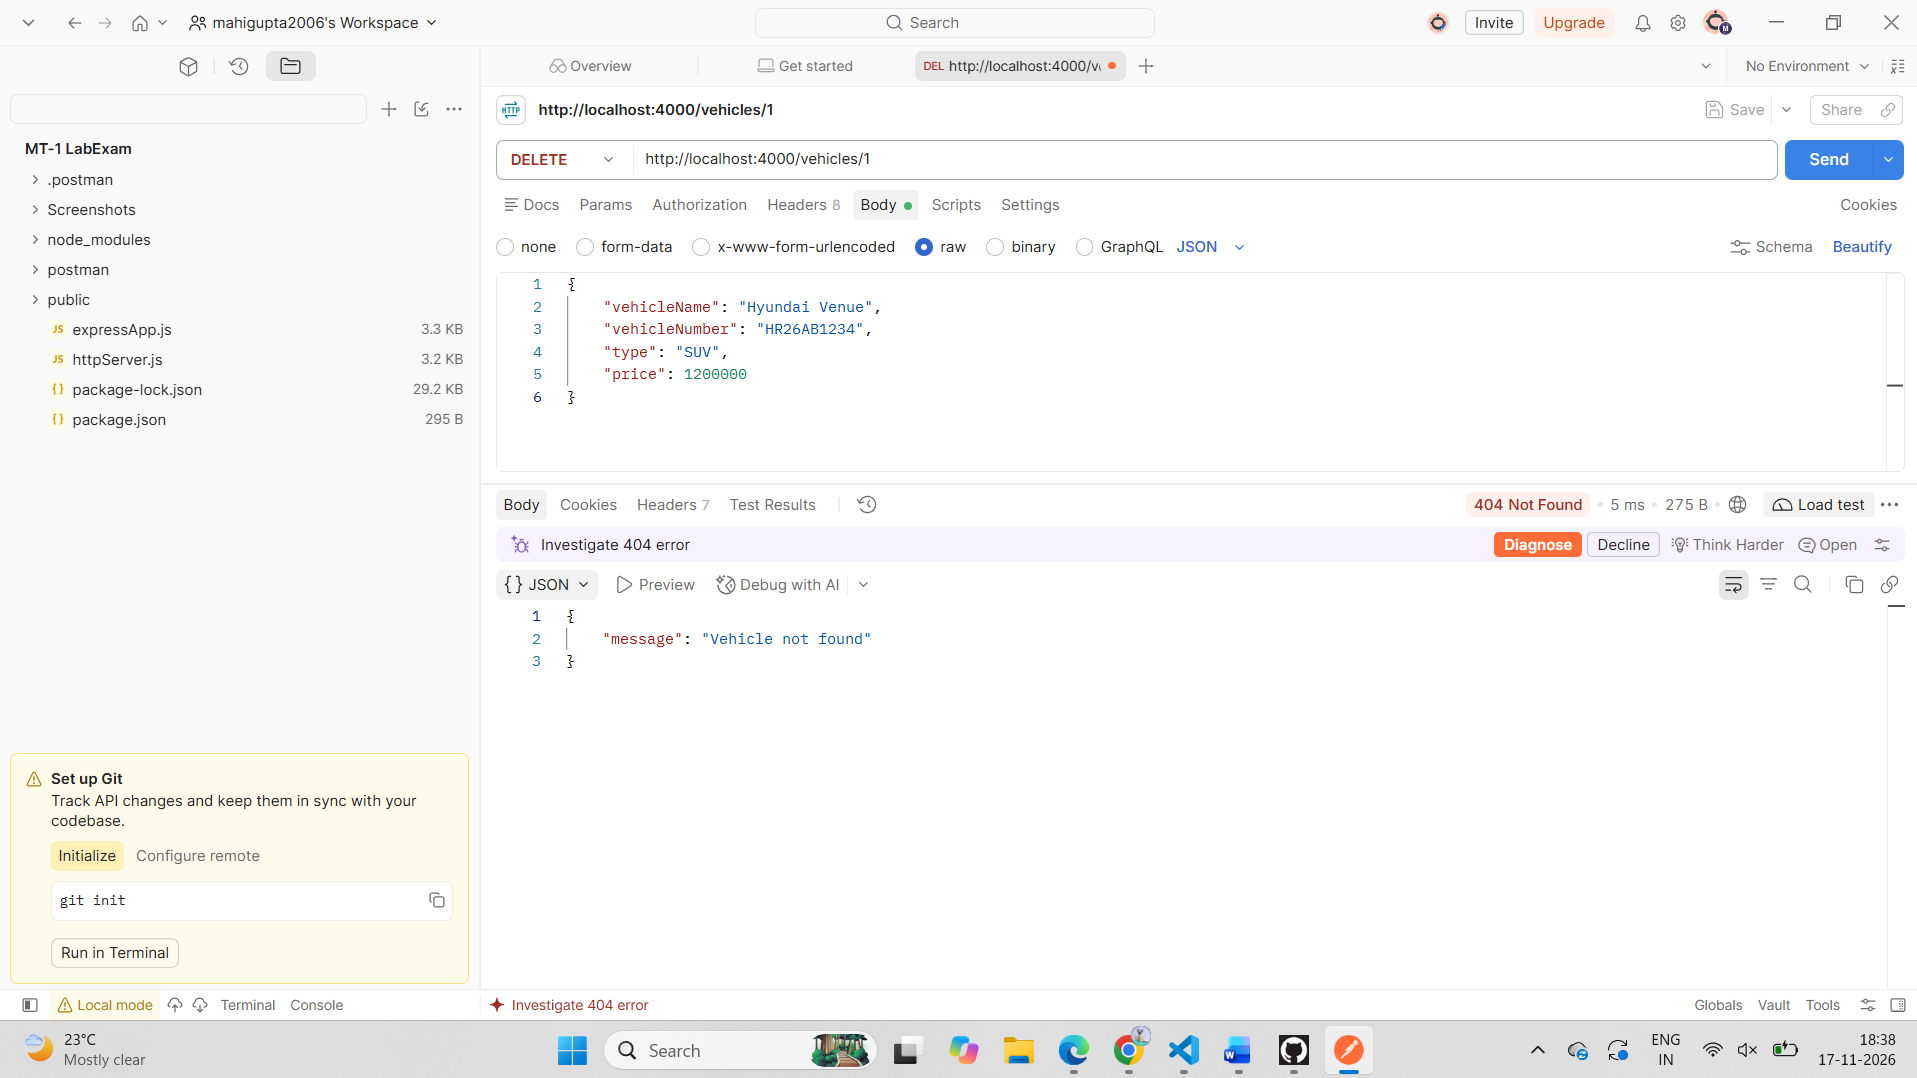 mahigupta2006's Workspace
Search
Invite
Upgrade
M
Overview
Get started
DEL http://localhost:4000/v
No Environment
HTTP
http://localhost:4000/vehicles/1
Save
Share
MT-1 LabExam
.postman
Screenshots
node_modules
postman
public
JS expressApp.js 3.3 KB
JS httpServer.js 3.2 KB
{} package-lock.json 29.2 KB
{} package.json 295 B
DELETE
http://localhost:4000/vehicles/1
Send
Docs
Params
Authorization
Headers 8
Body
Scripts
Settings
Cookies
none
form-data
x-www-form-urlencoded
raw
binary
GraphQL
JSON
Schema
Beautify
1 {
2 "vehicleName": "Hyundai Venue",
3 "vehicleNumber": "HR26AB1234",
4 "type": "SUV",
5 "price": 1200000
6 }
Body
Cookies
Headers 7
Test Results
404 Not Found
5 ms
275 B
Load test
Investigate 404 error
Diagnose
Decline
Think Harder
Open
{} JSON
Preview
Debug with AI
1 {
2 "message": "Vehicle not found"
3 }
Set up Git
Track API changes and keep them in sync with your
codebase.
Initialize
Configure remote
git init
Run in Terminal
Local mode
Terminal
Console
Investigate 404 error
Globals
Vault
Tools
23°C
Mostly clear
Search
ENG
IN
18:38
17-11-2026